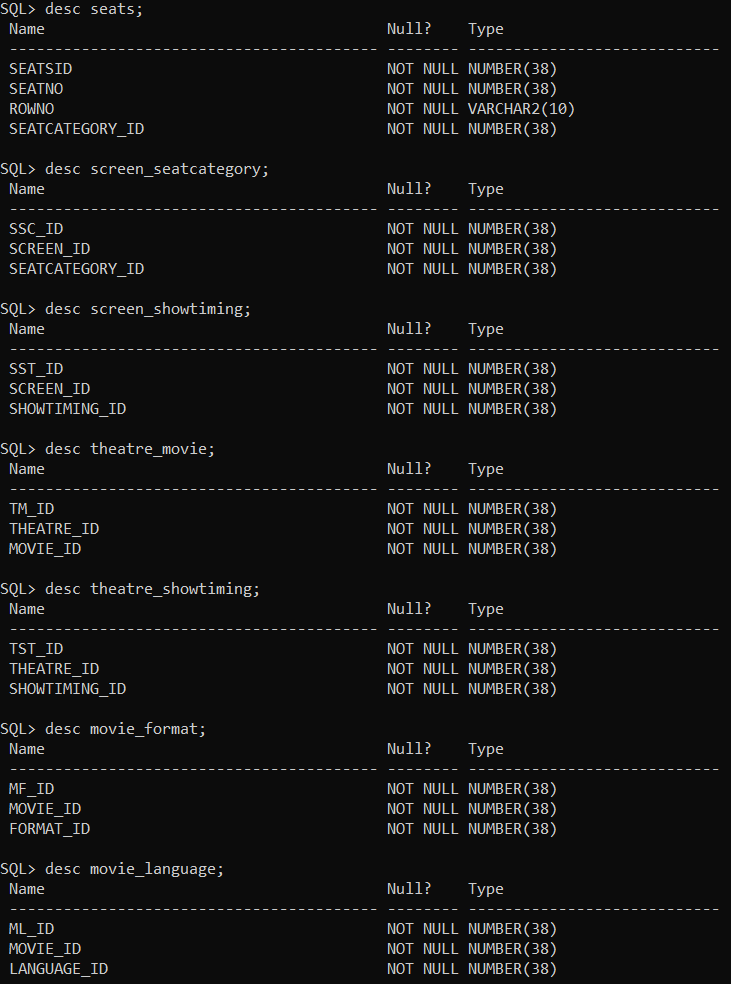 SQL> desc seats;
 Name                                      Null?    Type
 ----------------------------------------- -------- ----------------------------
 SEATSID                                   NOT NULL NUMBER(38)
 SEATNO                                    NOT NULL NUMBER(38)
 ROWNO                                     NOT NULL VARCHAR2(10)
 SEATCATEGORY_ID                           NOT NULL NUMBER(38)

SQL> desc screen_seatcategory;
 Name                                      Null?    Type
 ----------------------------------------- -------- ----------------------------
 SSC_ID                                    NOT NULL NUMBER(38)
 SCREEN_ID                                 NOT NULL NUMBER(38)
 SEATCATEGORY_ID                           NOT NULL NUMBER(38)

SQL> desc screen_showtiming;
 Name                                      Null?    Type
 ----------------------------------------- -------- ----------------------------
 SST_ID                                    NOT NULL NUMBER(38)
 SCREEN_ID                                 NOT NULL NUMBER(38)
 SHOWTIMING_ID                             NOT NULL NUMBER(38)

SQL> desc theatre_movie;
 Name                                      Null?    Type
 ----------------------------------------- -------- ----------------------------
 TM_ID                                     NOT NULL NUMBER(38)
 THEATRE_ID                                NOT NULL NUMBER(38)
 MOVIE_ID                                  NOT NULL NUMBER(38)

SQL> desc theatre_showtiming;
 Name                                      Null?    Type
 ----------------------------------------- -------- ----------------------------
 TST_ID                                    NOT NULL NUMBER(38)
 THEATRE_ID                                NOT NULL NUMBER(38)
 SHOWTIMING_ID                             NOT NULL NUMBER(38)

SQL> desc movie_format;
 Name                                      Null?    Type
 ----------------------------------------- -------- ----------------------------
 MF_ID                                     NOT NULL NUMBER(38)
 MOVIE_ID                                  NOT NULL NUMBER(38)
 FORMAT_ID                                 NOT NULL NUMBER(38)

SQL> desc movie_language;
 Name                                      Null?    Type
 ----------------------------------------- -------- ----------------------------
 ML_ID                                     NOT NULL NUMBER(38)
 MOVIE_ID                                  NOT NULL NUMBER(38)
 LANGUAGE_ID                               NOT NULL NUMBER(38)